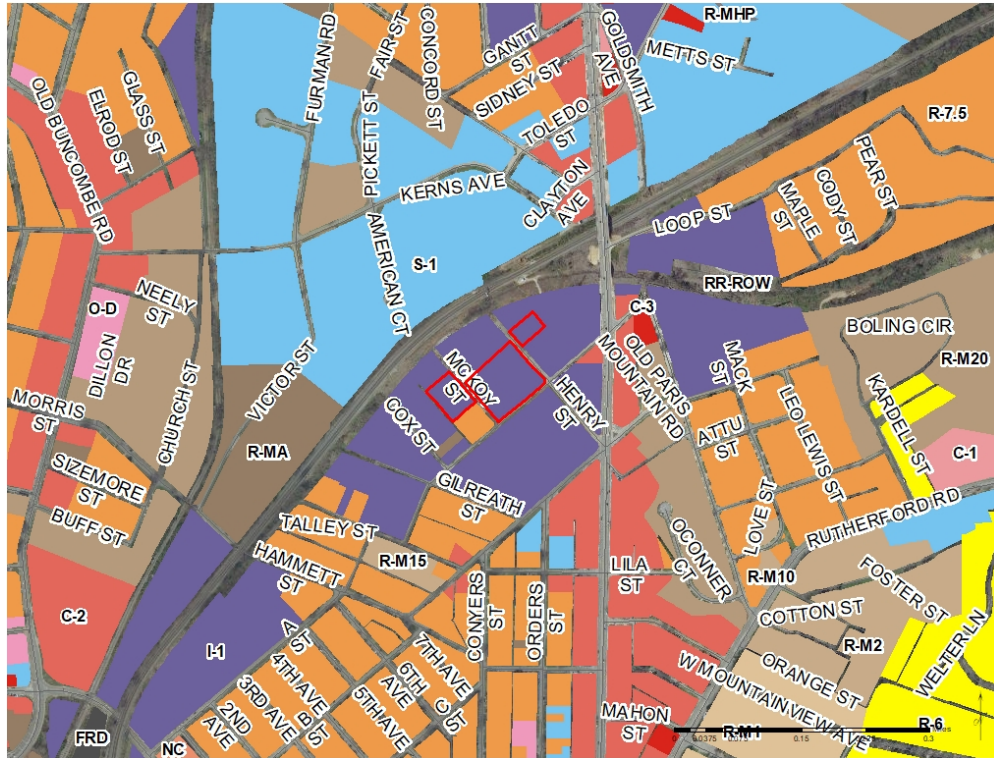 R-MHP
METTS ST
GOLDSMITH
AVE
GANTT
ST
SIDNEY ST
CONCORD ST
FAIR ST
PICKETT ST
FURMAN RD
GLASS ST
ELROD ST
OLD BUNCOMBE RD
TOLEDO
ST
R-7.5
PEAR ST
CODY ST
MAPLE
ST
KERNS AVE
CLAYTON
AVE
LOOP ST
AMERICAN CT
S-1
RR-ROW
NEELY
ST
O-D
DILLON
DR
C-3
BOLING CIR
R-M20
VICTOR ST
CHURCH ST
MCKOY
ST
HENRY
ST
OLD PARIS
MOUNTAIN RD
MACK
ST
LEO LEWIS ST
KARDELL ST
MORRIS
ST
COX ST
ATTU
ST
C-1
R-MA
SIZEMORE
ST
GILREATH
ST
LOVE ST
RUTHERFORD RD
BUFF ST
TALLEY ST
HAMMETT
ST
R-M15
OCONNER
CT
LILA
ST
R-M10
FOSTER ST
COTTON ST
CONYERS
ST
ORDERS
ST
C-2
R-M2
WELTER LN
I-1
A ST
4TH AVE
3RD AVE
2ND
AVE
B ST
7TH AVE
6TH
AVE
5TH AVE
C ST
ORANGE ST
W MOUNTAINVIEW AVE
MAHON
ST
R-6
FRD
NC
R-M1
0
0.0375
0.075
0.15
0.3